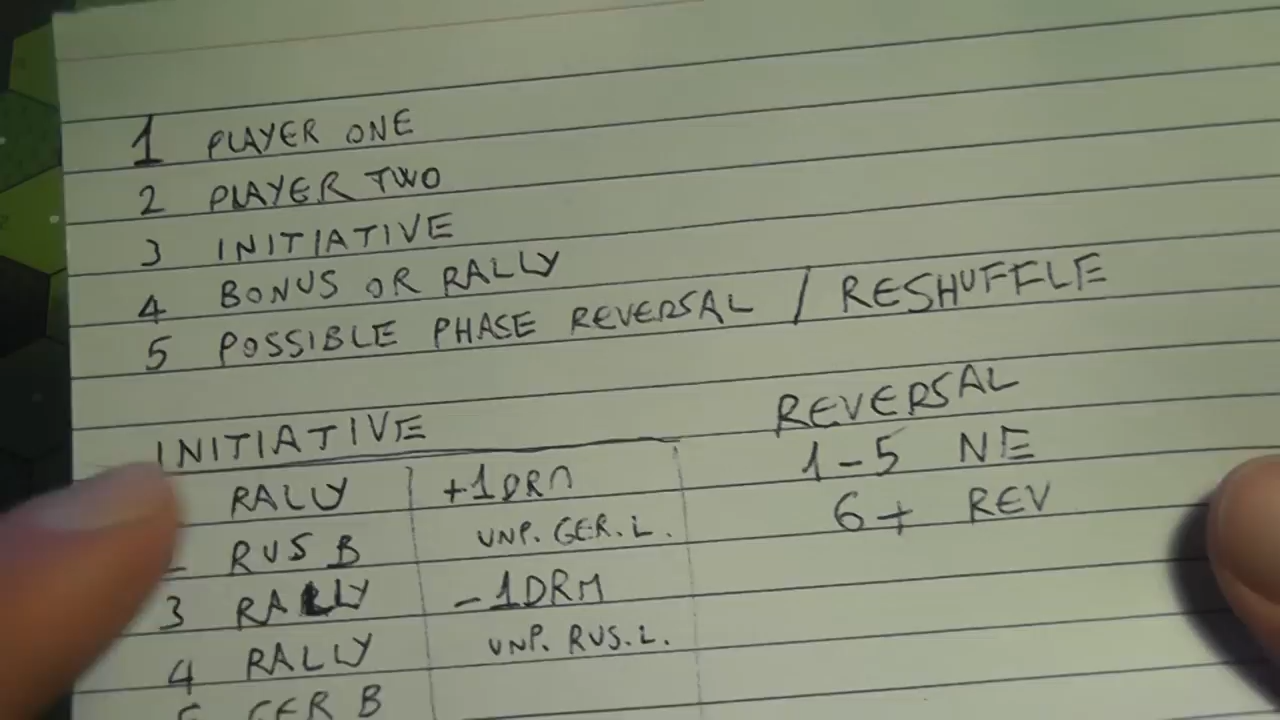 1 PLAYER ONE
2 PLAYER TWO
3 INITIATIVE
4 BONUS OR RALLY
5 POSSIBLE PHASE REVERSAL / RESHUFFLE
INITIATIVE
RALLY +1DRM
RUS B UNP. GER. L.
3 RALLY -1DRM
4 RALLY UNP. RUS. L.
5 GER B
REVERSAL
1-5 NE
6+ REV